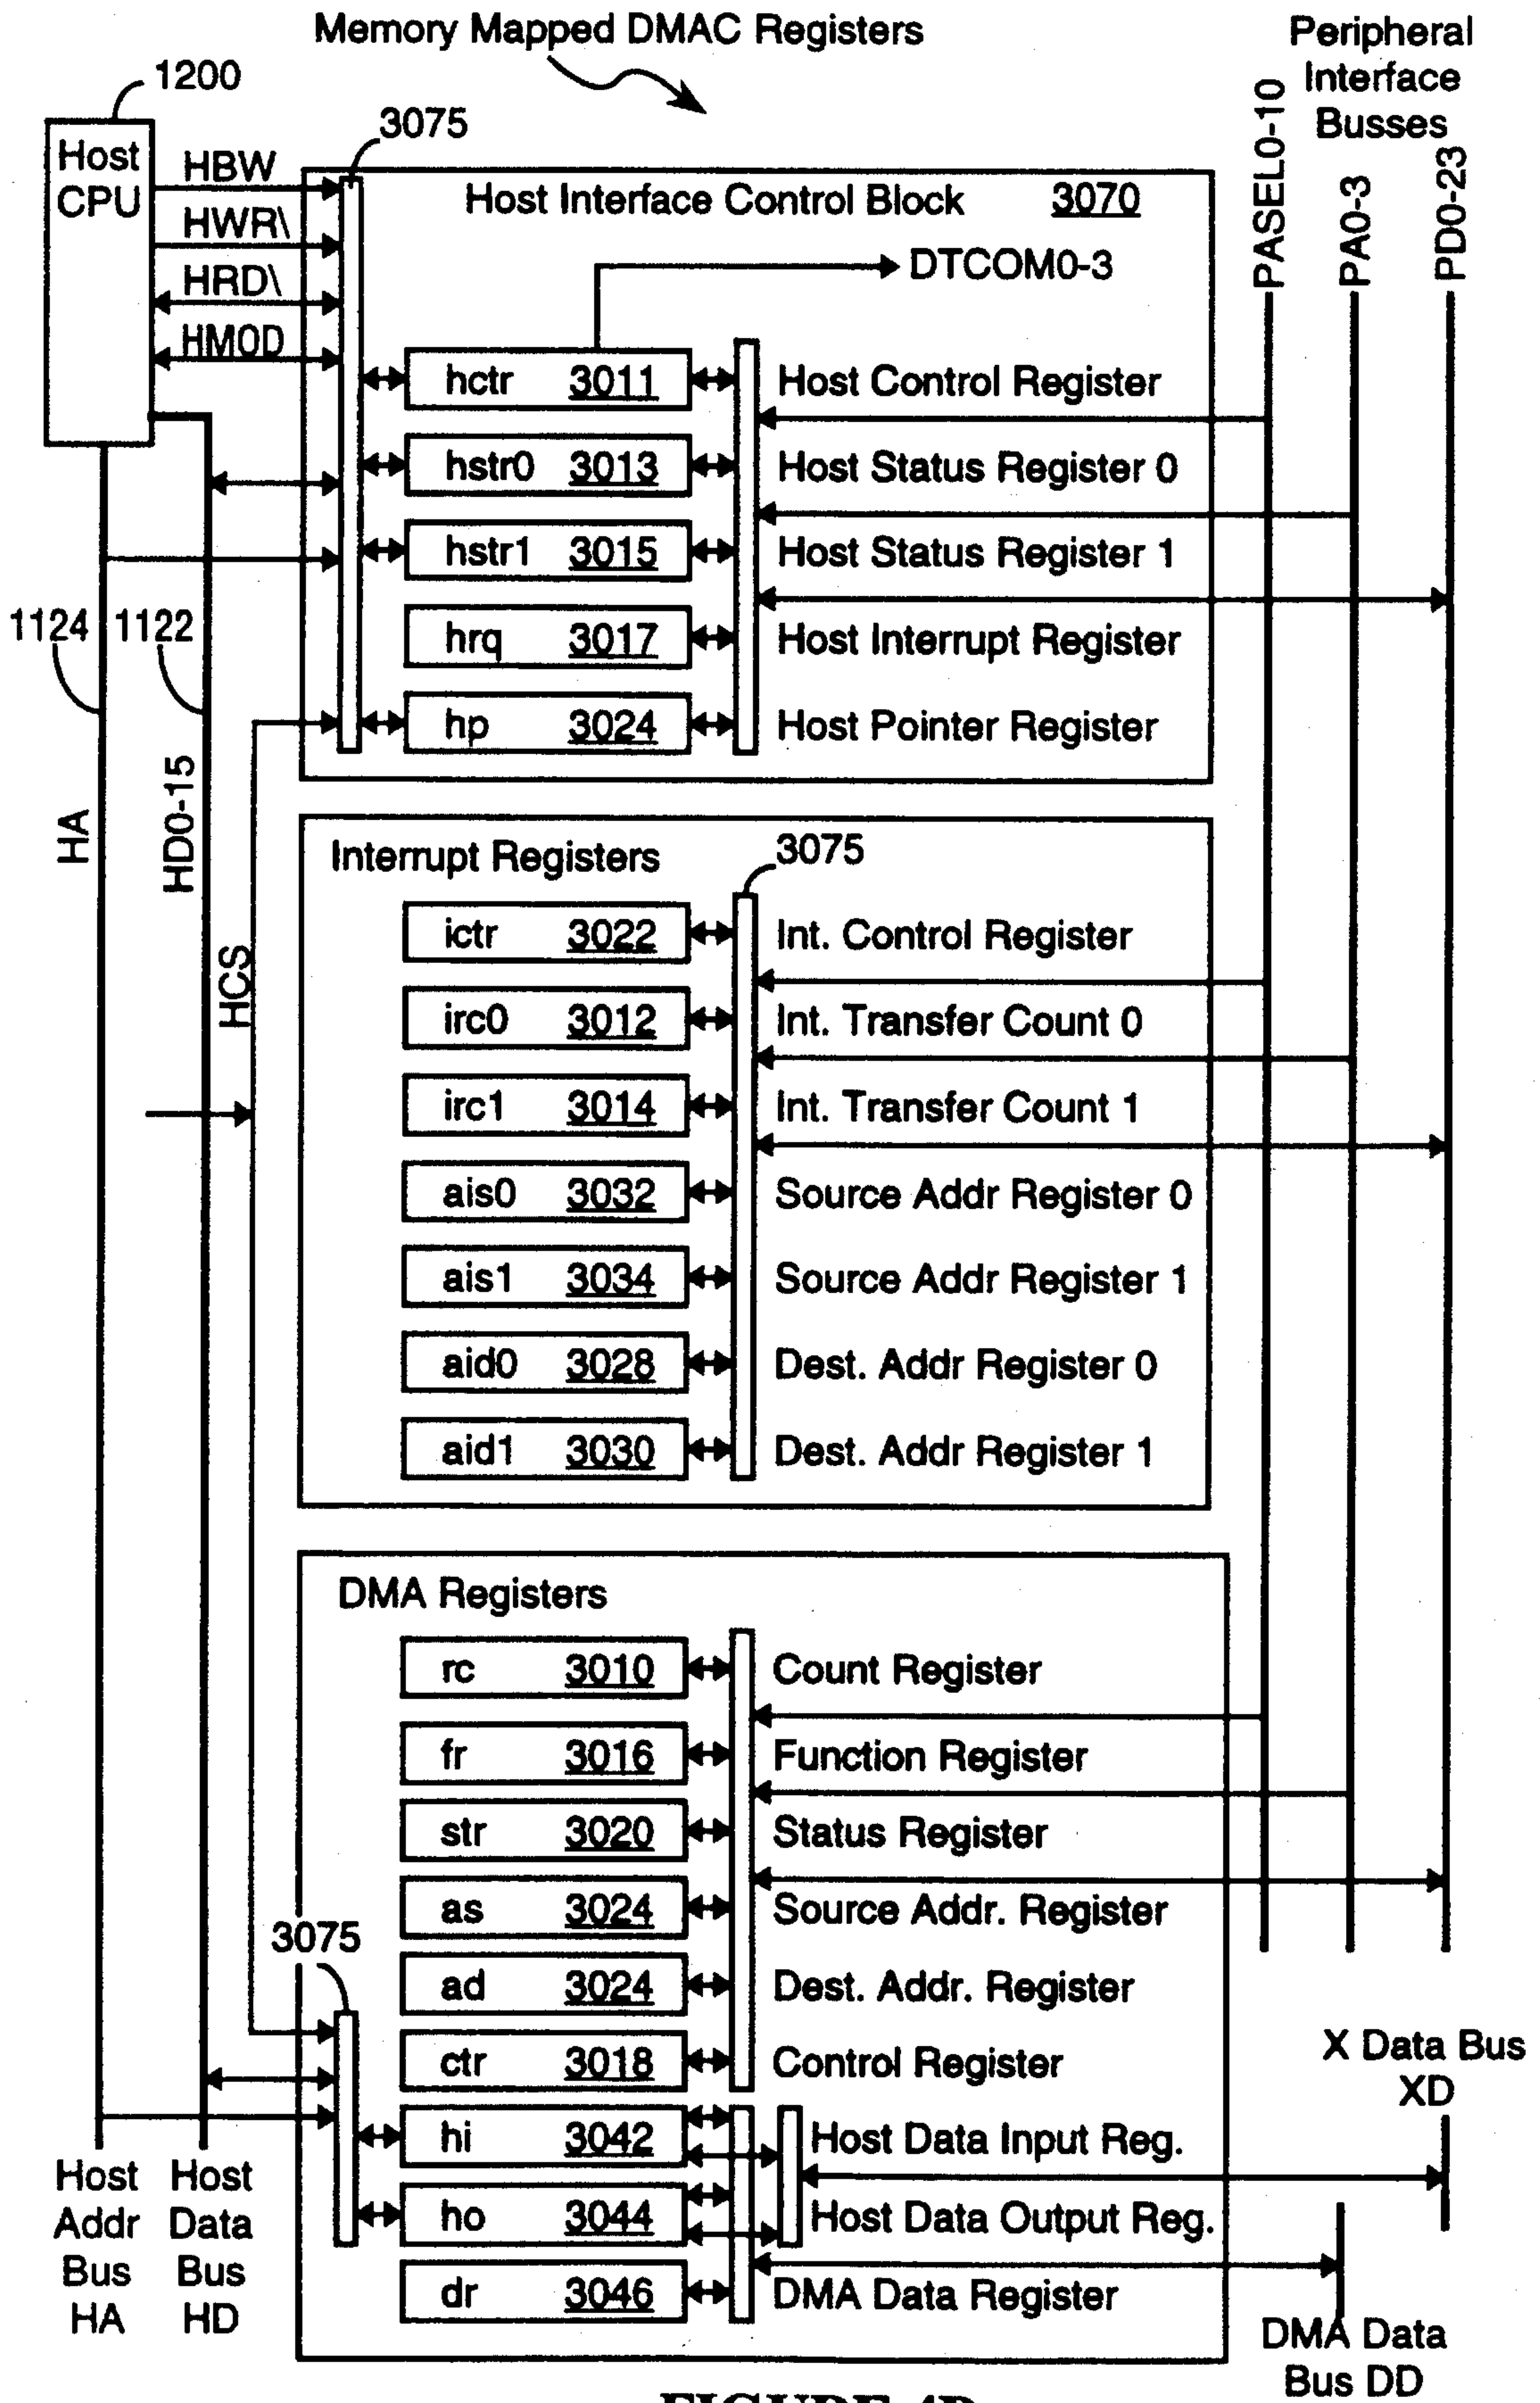 Memory Mapped DMAC Registers
Peripheral
Interface
Busses
1200
3075
Host
CPU
HBW
HWR\
HRD\
HMOD
PASEL0-10
PA0-3
PD0-23
Host Interface Control Block 3070
DTCOM0-3
hctr 3011 Host Control Register
hstr0 3013 Host Status Register 0
hstr1 3015 Host Status Register 1
hrq 3017 Host Interrupt Register
hp 3024 Host Pointer Register
1124
1122
HA
HD0-15
HCS
Interrupt Registers
3075
ictr 3022 Int. Control Register
irc0 3012 Int. Transfer Count 0
irc1 3014 Int. Transfer Count 1
ais0 3032 Source Addr Register 0
ais1 3034 Source Addr Register 1
aid0 3028 Dest. Addr Register 0
aid1 3030 Dest. Addr Register 1
DMA Registers
rc 3010 Count Register
fr 3016 Function Register
str 3020 Status Register
as 3024 Source Addr. Register
3075
ad 3024 Dest. Addr. Register
ctr 3018 Control Register
hi 3042 Host Data Input Reg.
ho 3044 Host Data Output Reg.
dr 3046 DMA Data Register
X Data Bus
XD
Host
Addr
Bus
HA
Host
Data
Bus
HD
DMA Data
Bus DD